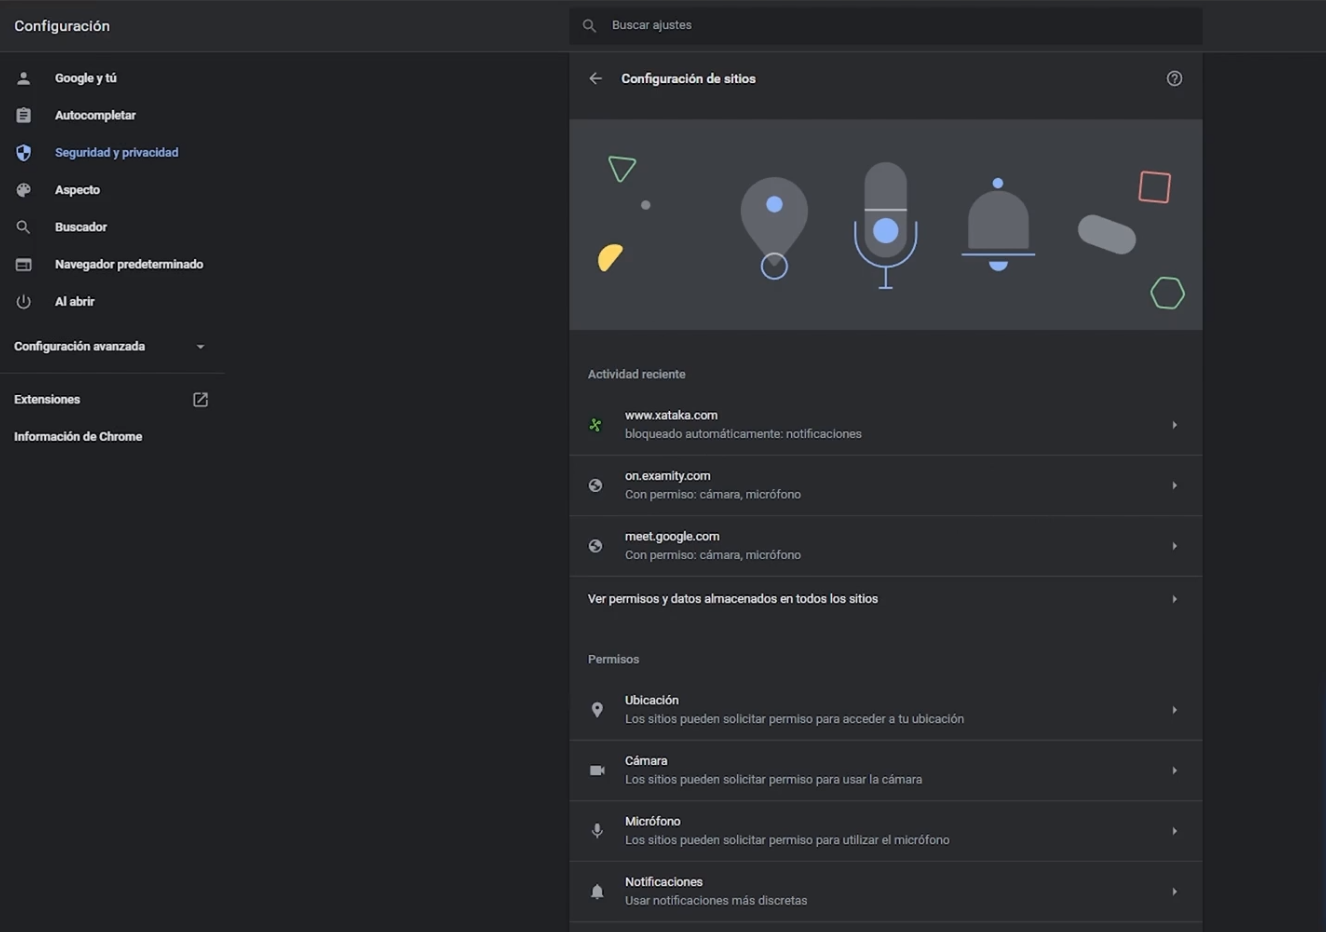 Configuración
Buscar ajustes
Google y tú
Autocompletar
Seguridad y privacidad
Aspecto
Buscador
Navegador predeterminado
Al abrir
Configuración avanzada
Extensiones
Información de Chrome
Configuración de sitios
Actividad reciente
www.xataka.com
bloqueado automáticamente: notificaciones
on.examity.com
Con permiso: cámara, micrófono
meet.google.com
Con permiso: cámara, micrófono
Ver permisos y datos almacenados en todos los sitios
Permisos
Ubicación
Los sitios pueden solicitar permiso para acceder a tu ubicación
Cámara
Los sitios pueden solicitar permiso para usar la cámara
Micrófono
Los sitios pueden solicitar permiso para utilizar el micrófono
Notificaciones
Usar notificaciones más discretas